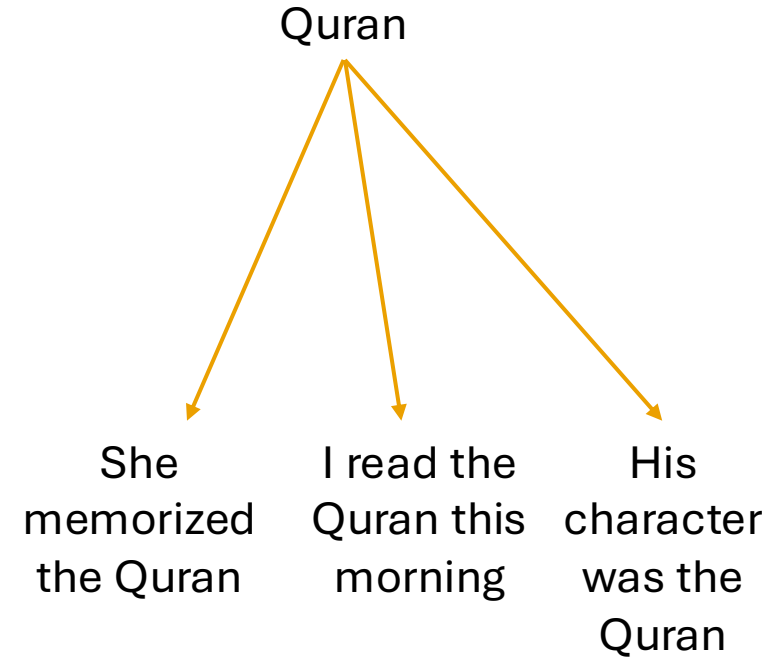 Quran
She
memorized
the Quran
I read the
Quran this
morning
His
character
was the
Quran